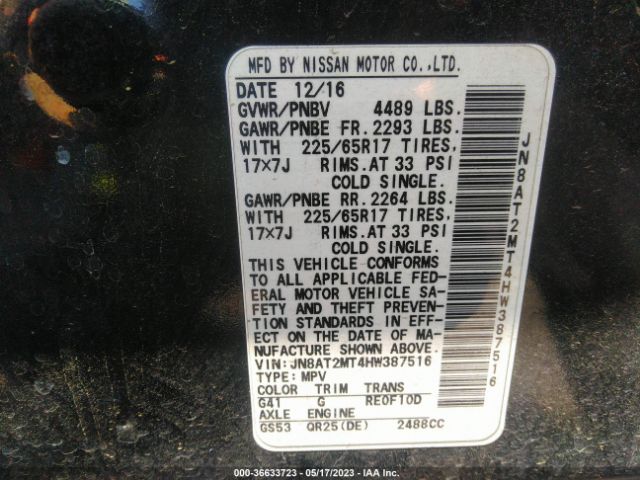 MFD BY NISSAN MOTOR CO.,LTD.
DATE 12/16
GVWR/PNBV 4489 LBS.
GAWR/PNBE FR. 2293 LBS.
WITH 225/65R17 TIRES,
17×7J RIMS.AT 33 PSI
COLD SINGLE.
GAWR/PNBE RR. 2264 LBS.
WITH 225/65R17 TIRES,
17×7J RIMS.AT 33 PSI
COLD SINGLE.
THIS VEHICLE CONFORMS
TO ALL APPLICABLE FED-
ERAL MOTOR VEHICLE SA-
FETY AND THEFT PREVEN-
TION STANDARDS IN EFF-
ECT ON THE DATE OF MA-
NUFACTURE SHOWN ABOVE.
VIN:JN8AT2MT4HW387516
TYPE: MPV
COLOR TRIM TRANS
G41 G RE0F10D
AXLE ENGINE
GS53 QR25(DE) 2488CC
JN8AT2MT4HW387516
000-36633723 - 05/17/2023 - IAA Inc.